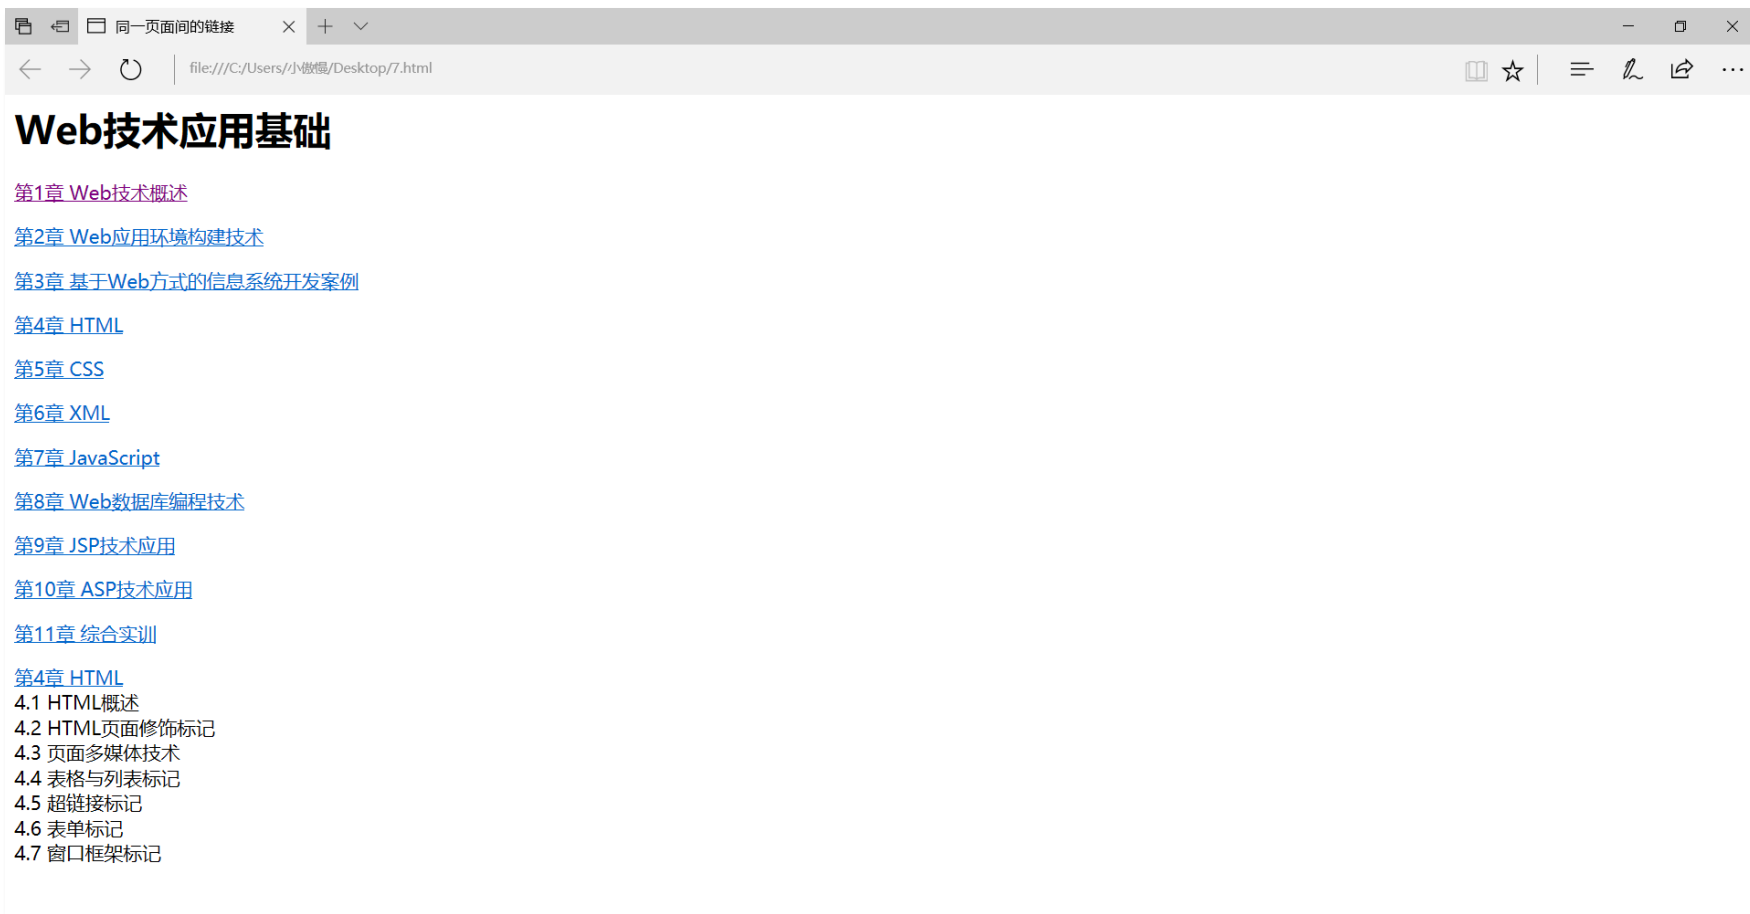 同一页面间的链接
file:///C:/Users/小傲慢/Desktop/7.html
Web技术应用基础
第1章 Web技术概述
第2章 Web应用环境构建技术
第3章 基于Web方式的信息系统开发案例
第4章 HTML
第5章 CSS
第6章 XML
第7章 JavaScript
第8章 Web数据库编程技术
第9章 JSP技术应用
第10章 ASP技术应用
第11章 综合实训
第4章 HTML
4.1 HTML概述
4.2 HTML页面修饰标记
4.3 页面多媒体技术
4.4 表格与列表标记
4.5 超链接标记
4.6 表单标记
4.7 窗口框架标记